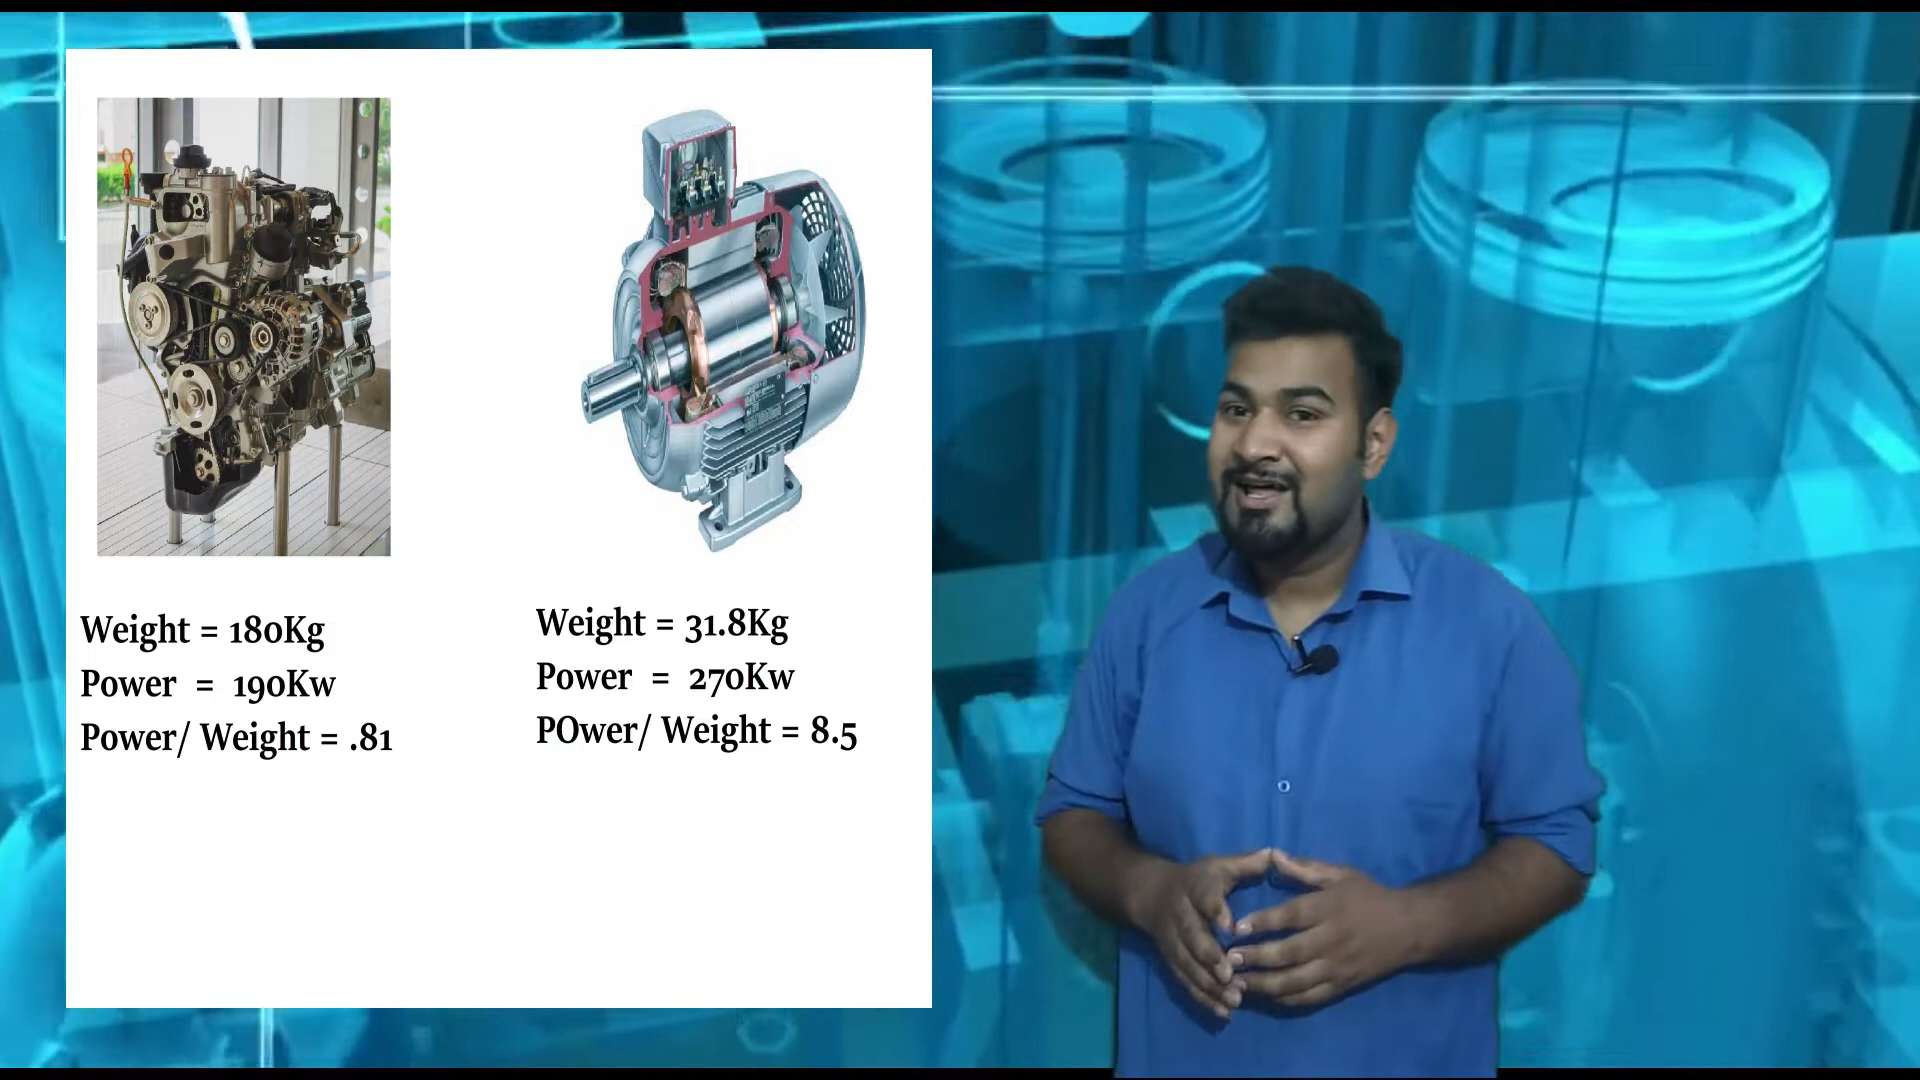 Weight = 180Kg
Power = 190Kw
Power/ Weight = .81
Weight = 31.8Kg
Power = 270Kw
POwer/ Weight = 8.5